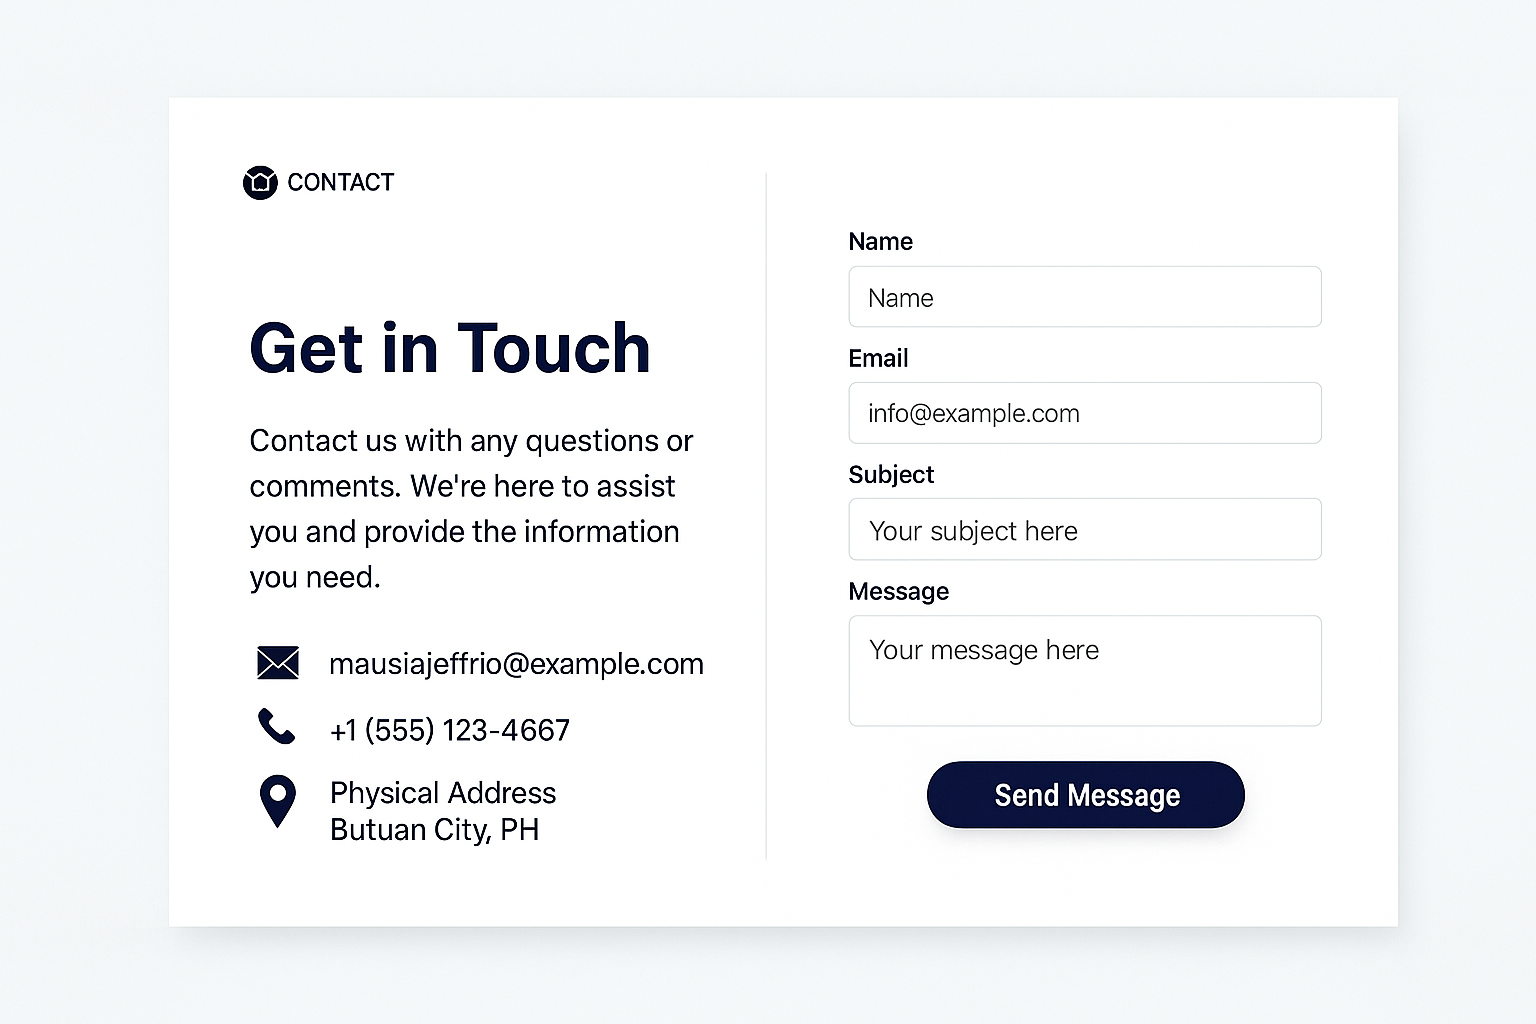 CONTACT
Get in Touch
Contact us with any questions or
comments. We're here to assist
you and provide the information
you need.
mausiajeffrio@example.com
+1 (555) 123-4667
Physical Address
Butuan City, PH
Name
Name
Email
info@example.com
Subject
Your subject here
Message
Your message here
Send Message